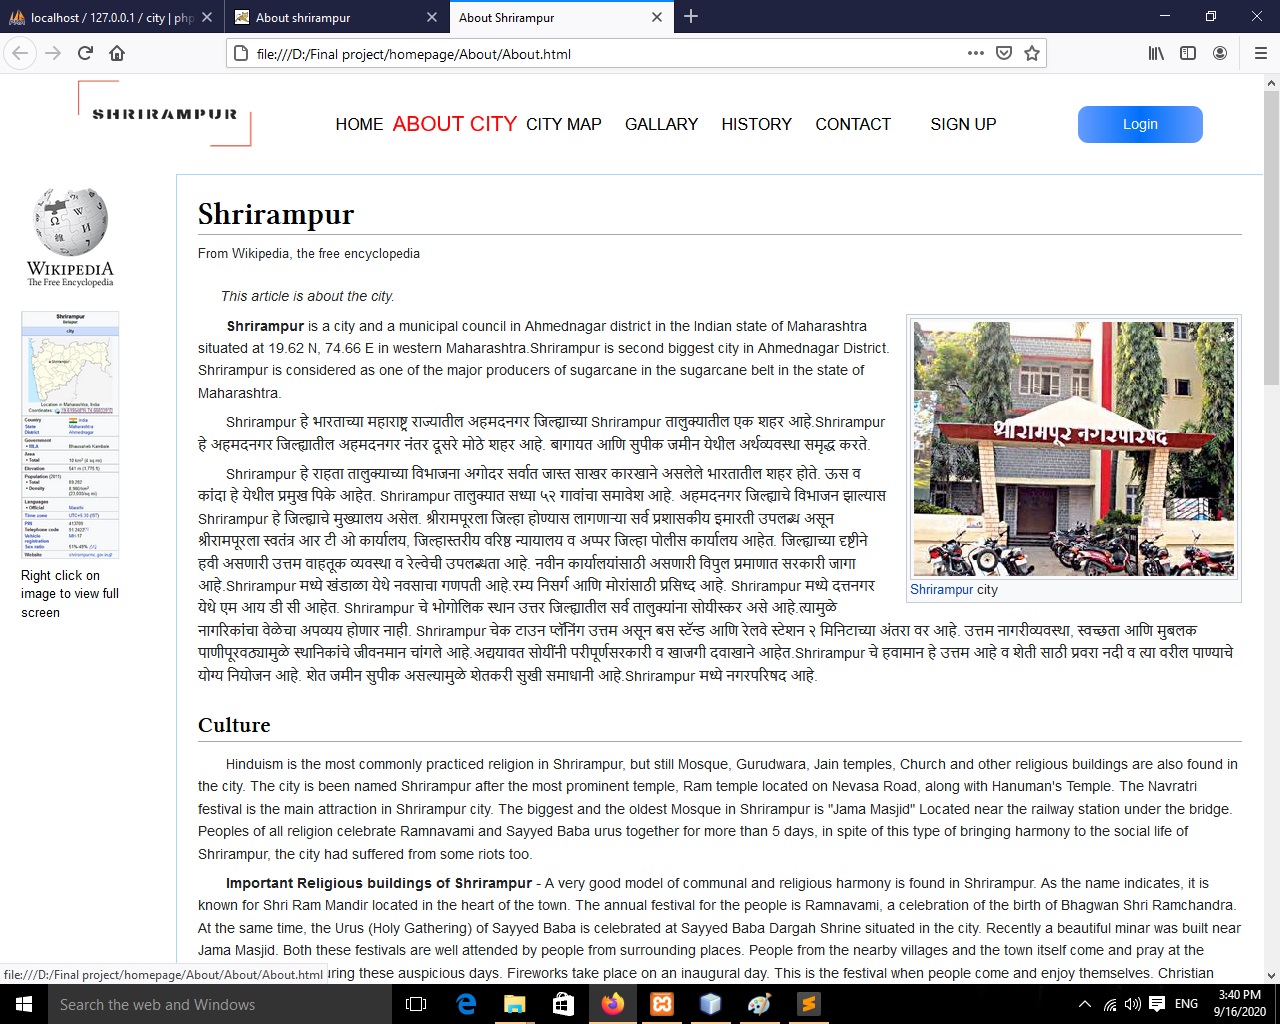 localhost / 127.0.0.1 / city | php
About shrirampur
About Shrirampur
file:///D:/Final project/homepage/About/About.html
SHRIRAMPUR
HOME ABOUT CITY CITY MAP GALLARY HISTORY CONTACT SIGN UP Login
WIKIPEDIA
The Free Encyclopedia
Shrirampur
From Wikipedia, the free encyclopedia
This article is about the city.
Shrirampur is a city and a municipal council in Ahmednagar district in the Indian state of Maharashtra
situated at 19.62 N, 74.66 E in western Maharashtra.Shrirampur is second biggest city in Ahmednagar District.
Shrirampur is considered as one of the major producers of sugarcane in the sugarcane belt in the state of
Maharashtra.
Shrirampur हे भारताच्या महाराष्ट्र राज्यातील अहमदनगर जिल्ह्याच्या Shrirampur तालुक्यातील एक शहर आहे.Shrirampur
हे अहमदनगर जिल्ह्यातील अहमदनगर नंतर दूसरे मोठे शहर आहे. बागायत आणि सुपीक जमीन येथील अर्थव्यवस्था समृद्ध करते.
Shrirampur हे राहता तालुक्याच्या विभाजना अगोदर सर्वात जास्त साखर कारखाने असलेले भारतातील शहर होते. ऊस व
कांदा हे येथील प्रमुख पिके आहेत. Shrirampur तालुक्यात सध्या ५२ गावांचा समावेश आहे. अहमदनगर जिल्ह्याचे विभाजन झाल्यास
Shrirampur हे जिल्ह्याचे मुख्यालय असेल. श्रीरामपूरला जिल्हा होण्यास लागणाऱ्या सर्व प्रशासकीय इमारती उपलब्ध असून
श्रीरामपूरला स्वतंत्र आर टी ओ कार्यालय, जिल्हास्तरीय वरिष्ठ न्यायालय व अप्पर जिल्हा पोलीस कार्यालय आहेत. जिल्ह्याच्या दृष्टीने
हवी असणारी उत्तम वाहतूक व्यवस्था व रेल्वेची उपलब्धता आहे. नवीन कार्यालयांसाठी असणारी विपुल प्रमाणात सरकारी जागा
आहे.Shrirampur मध्ये खंडाळा येथे नवसाचा गणपती आहे.रम्य निसर्ग आणि मोरांसाठी प्रसिध्द आहे. Shrirampur मध्ये दत्तनगर
येथे एम आय डी सी आहेत. Shrirampur चे भोगोलिक स्थान उत्तर जिल्ह्यातील सर्व तालुक्यांना सोयीस्कर असे आहे.त्यामुळे
नागरिकांचा वेळेचा अपव्यय होणार नाही. Shrirampur चेक टाउन प्लॅनिंग उत्तम असून बस स्टॅन्ड आणि रेलवे स्टेशन २ मिनिटाच्या अंतरा वर आहे. उत्तम नागरीव्यवस्था, स्वच्छता आणि मुबलक
पाणीपूरवठ्यामुळे स्थानिकांचे जीवनमान चांगले आहे.अद्ययावत सोयींनी परीपूर्णसरकारी व खाजगी दवाखाने आहेत.Shrirampur चे हवामान हे उत्तम आहे व शेती साठी प्रवरा नदी व त्या वरील पाण्याचे
योग्य नियोजन आहे. शेत जमीन सुपीक असल्यामुळे शेतकरी सुखी समाधानी आहे.Shrirampur मध्ये नगरपरिषद आहे.
श्रीरामपूर नगरपरिषद
Shrirampur city
Shrirampur
city
Location in Maharashtra, India
Country India
State Maharashtra
District Ahmednagar
Government
Area
Population (2011)
Languages
• Official Marathi
Right click on
image to view full
screen
Culture
Hinduism is the most commonly practiced religion in Shrirampur, but still Mosque, Gurudwara, Jain temples, Church and other religious buildings are also found in
the city. The city is been named Shrirampur after the most prominent temple, Ram temple located on Nevasa Road, along with Hanuman's Temple. The Navratri
festival is the main attraction in Shrirampur city. The biggest and the oldest Mosque in Shrirampur is "Jama Masjid" Located near the railway station under the bridge.
Peoples of all religion celebrate Ramnavami and Sayyed Baba urus together for more than 5 days, in spite of this type of bringing harmony to the social life of
Shrirampur, the city had suffered from some riots too.
Important Religious buildings of Shrirampur - A very good model of communal and religious harmony is found in Shrirampur. As the name indicates, it is
known for Shri Ram Mandir located in the heart of the town. The annual festival for the people is Ramnavami, a celebration of the birth of Bhagwan Shri Ramchandra.
At the same time, the Urus (Holy Gathering) of Sayyed Baba is celebrated at Sayyed Baba Dargah Shrine situated in the city. Recently a beautiful minar was built near
Jama Masjid. Both these festivals are well attended by people from surrounding places. People from the nearby villages and the town itself come and pray at the
uring these auspicious days. Fireworks take place on an inaugural day. This is the festival when people come and enjoy themselves. Christian
file:///D:/Final project/homepage/About/About/About.html
Search the web and Windows
ENG
3:40 PM
9/16/2020